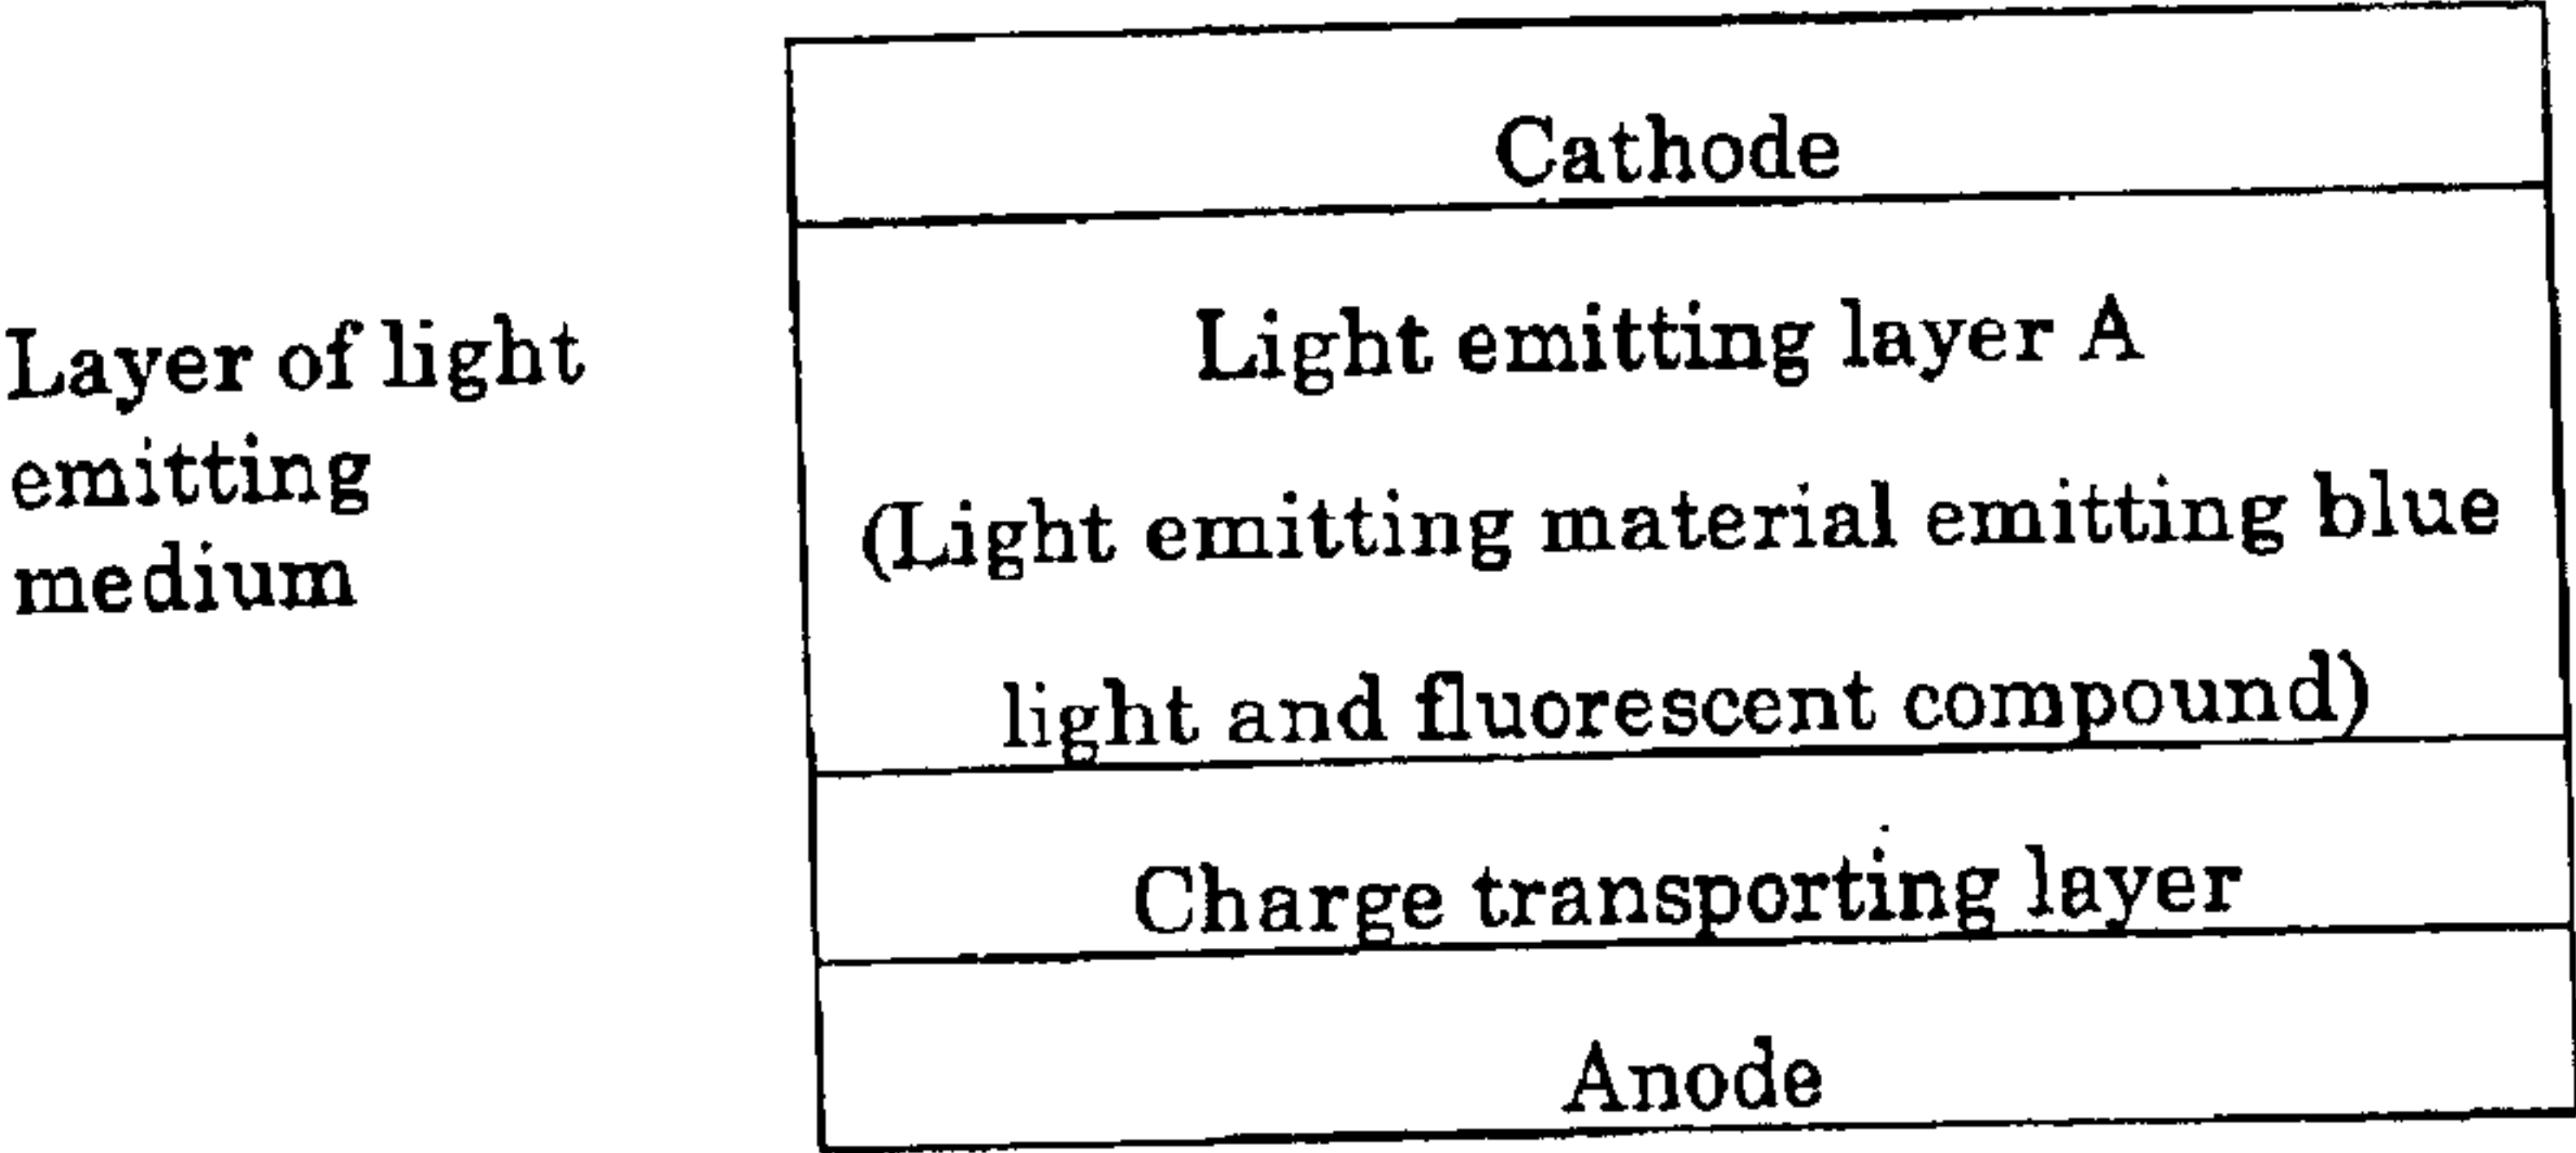 Layer of light
emitting
medium
Cathode
Light emitting layer A
(Light emitting material emitting blue
light and fluorescent compound)
Charge transporting layer
Anode